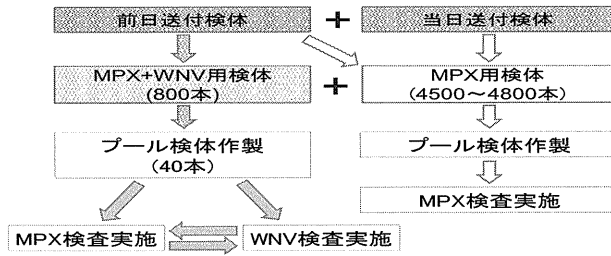 前日送付検体
+
当日送付検体
MPX+WNV用検体
(800本)
+
MPX用検体
(4500～4800本)
プール検体作製
(40本)
プール検体作製
MPX検査実施
MPX検査実施
WNV検査実施